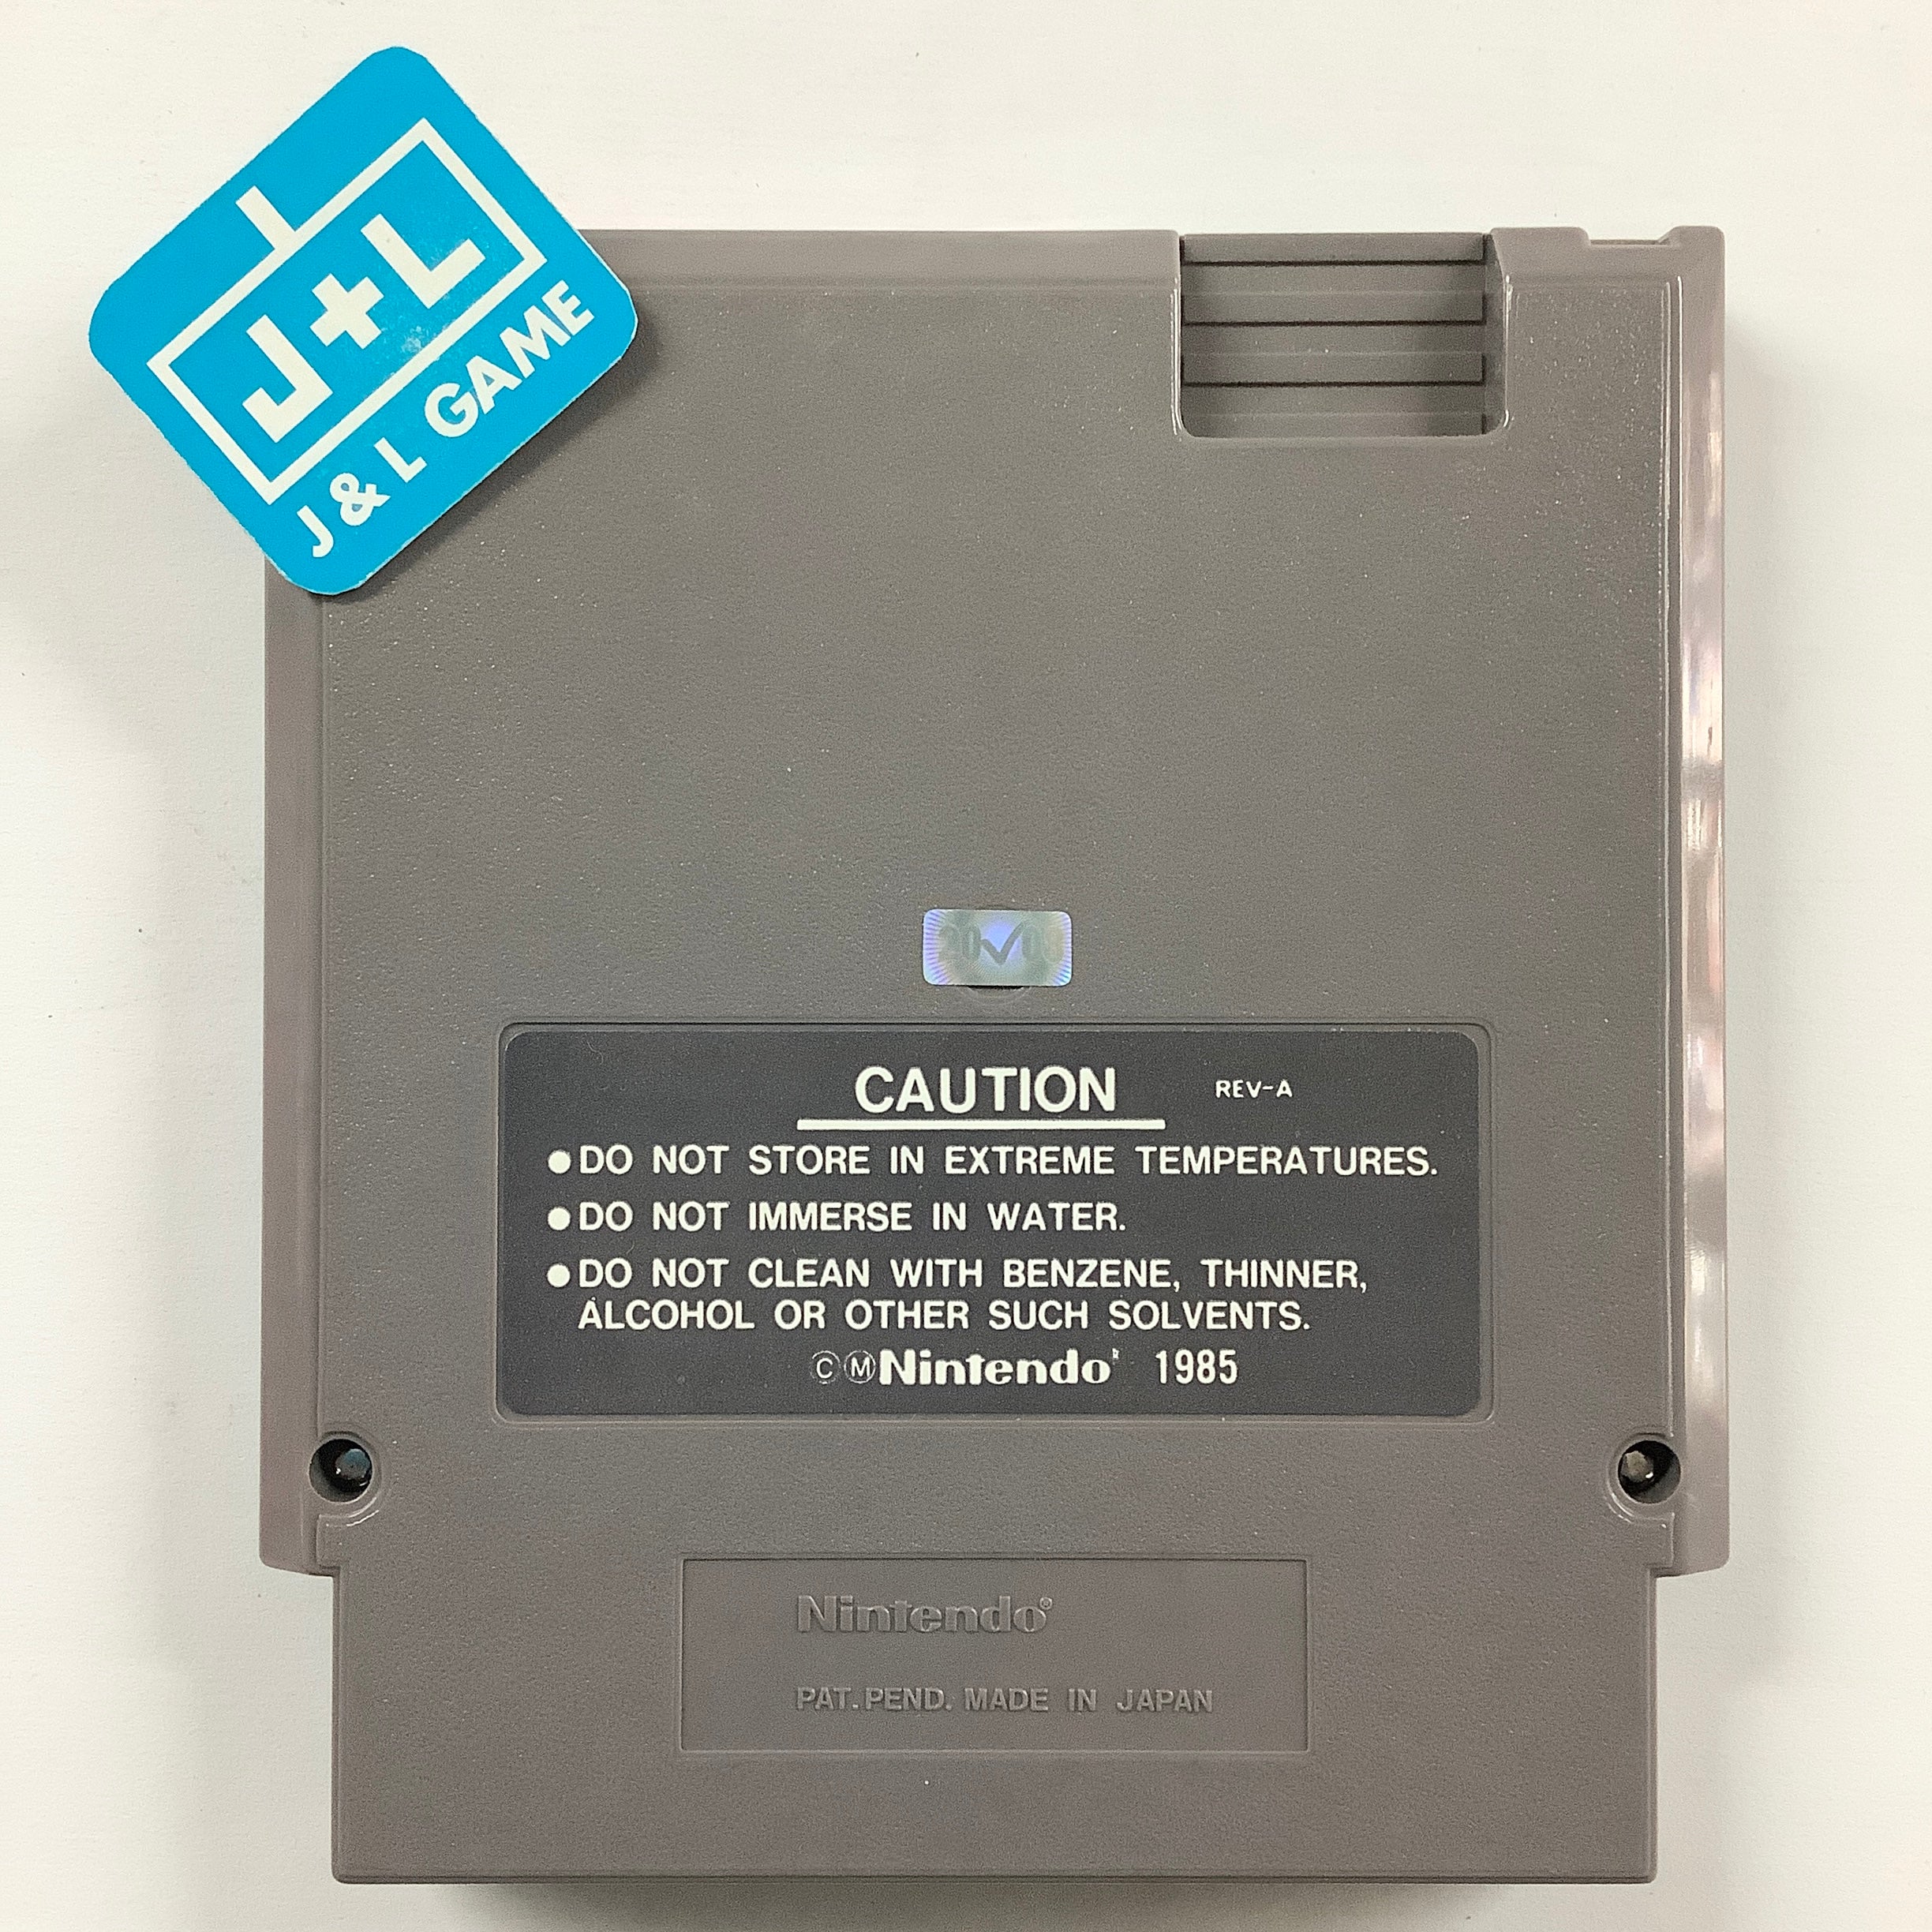 J+L
J & L GAME
CAUTION REV-A
●DO NOT STORE IN EXTREME TEMPERATURES.
●DO NOT IMMERSE IN WATER.
●DO NOT CLEAN WITH BENZENE, THINNER,
ALCOHOL OR OTHER SUCH SOLVENTS.
ⒸⓂNintendo® 1985
Nintendo®
PAT.PEND. MADE IN JAPAN